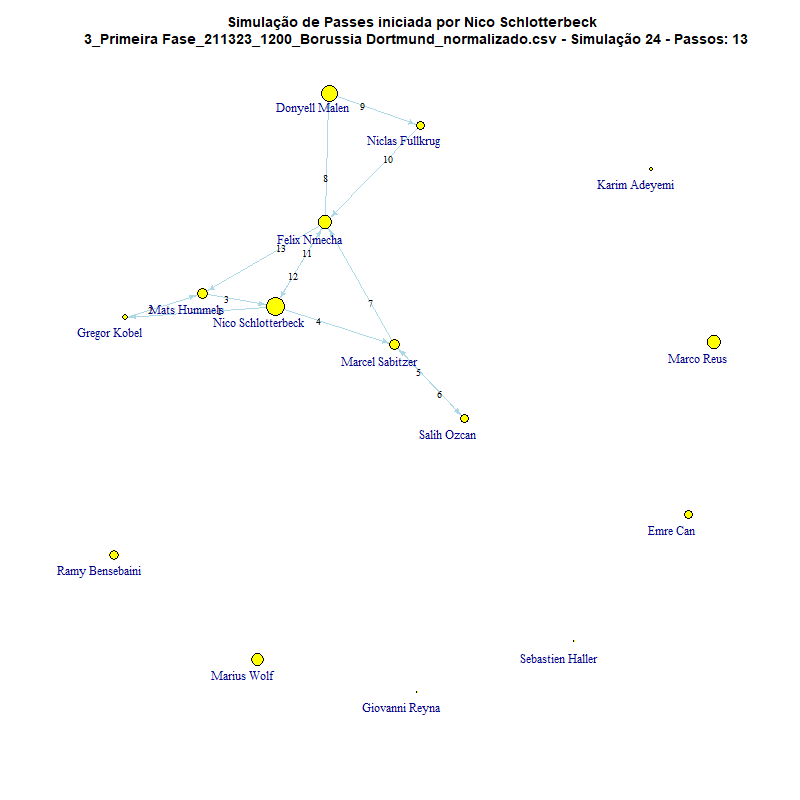 Simulação de Passes iniciada por Nico Schlotterbeck
3_Primeira Fase_211323_1200_Borussia Dortmund_normalizado.csv - Simulação 24 - Passos: 13
Donyell Malen
9
Niclas Fullkrug
10
Karim Adeyemi
8
Felix Nmecha
13
11
12
3
Mats Hummels
7
Nico Schlotterbeck
4
Gregor Kobel
Marco Reus
Marcel Sabitzer
5
6
Salih Ozcan
Emre Can
Ramy Bensebaini
Sebastien Haller
Marius Wolf
Giovanni Reyna